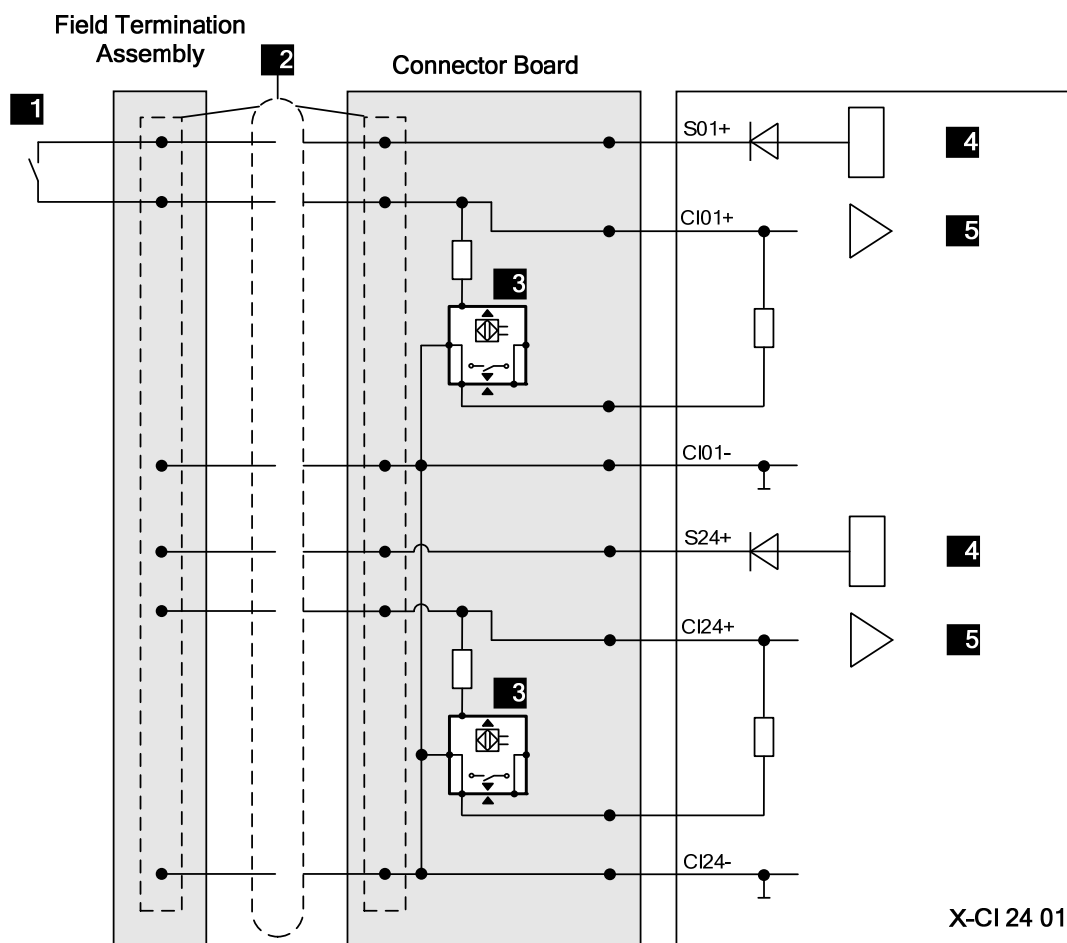 Field Termination
Assembly
2
Connector Board
1
S01+
4
CI01+
5
3
CI01-
S24+
4
CI24+
5
3
CI24-
X-CI 24 01